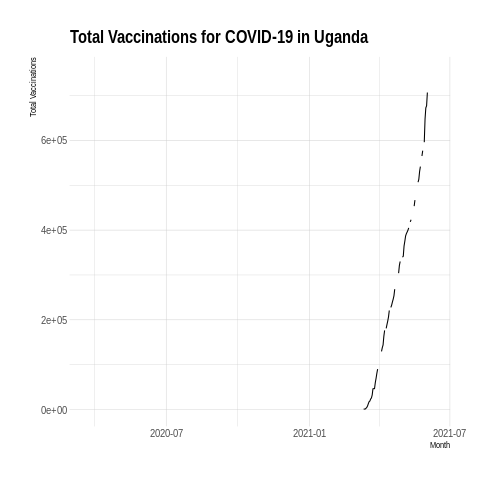 Total Vaccinations for COVID-19 in Uganda
Total Vaccinations
6e+05
4e+05
2e+05
0e+00
2020-07
2021-01
2021-07
Month